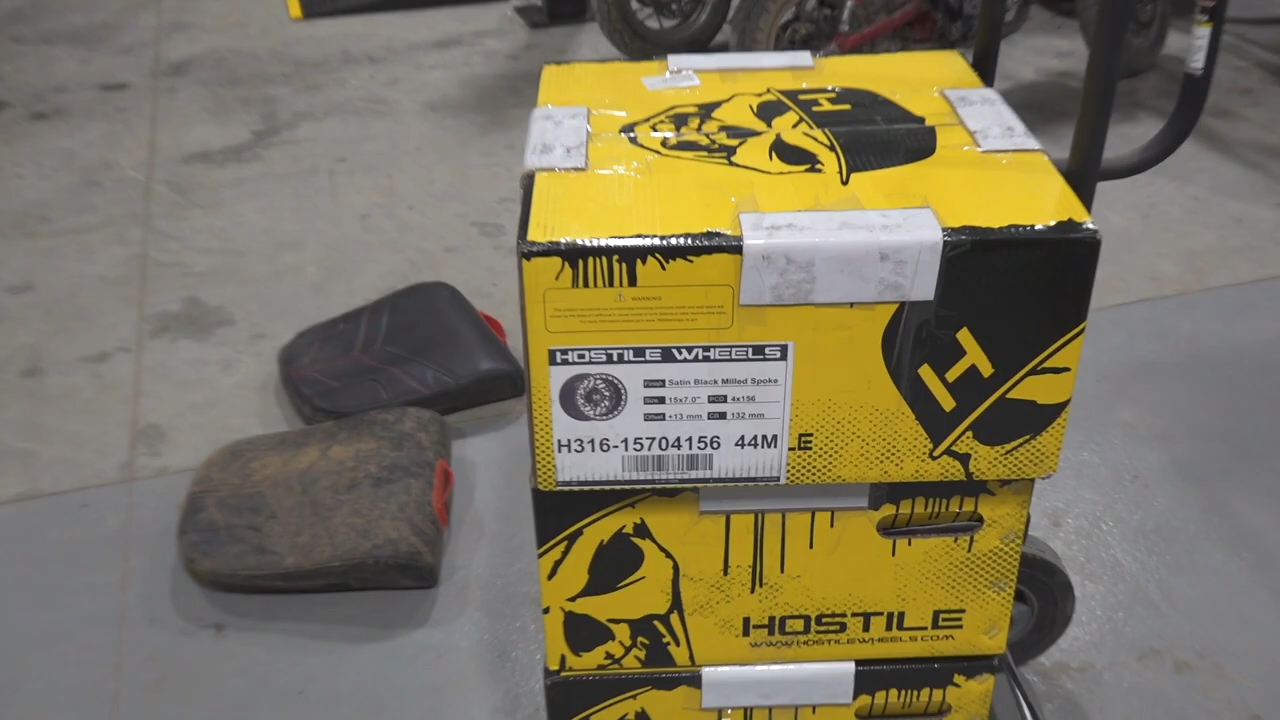 H
WARNING
H
HOSTILE WHEELS
Finish Satin Black Milled Spoke
Size 15x7.0" PCD 4x156
Offset +13 mm CB 132 mm
H316-15704156 44M
LE
HOSTILE
WWW.HOSTILEWHEELS.COM